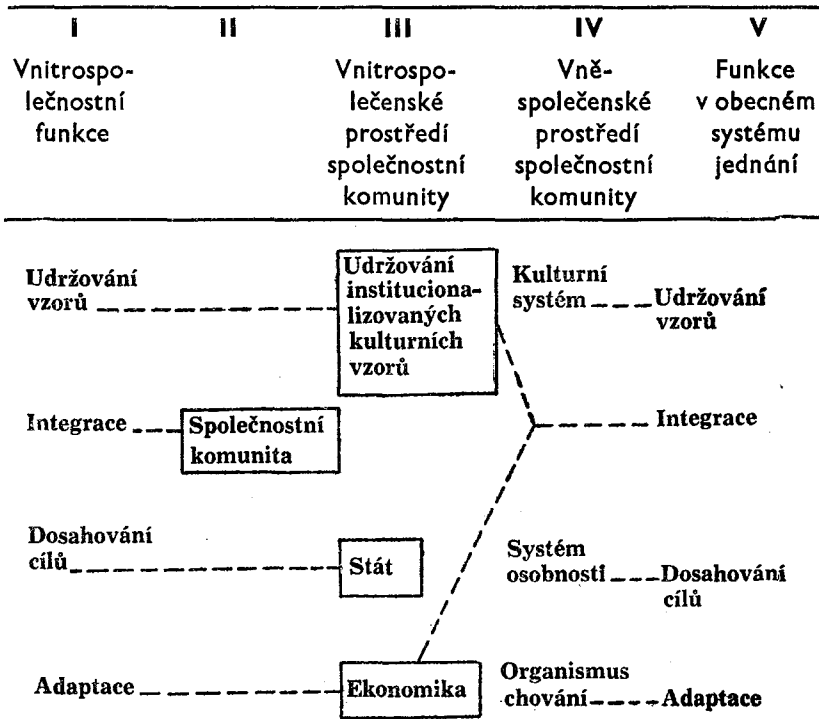 I
II
III
IV
V
Vnitrospo-
lečnostní
funkce
Vnitrospo-
lečenské
prostředí
společnostní
komunity
Vně-
společenské
prostředí
společnostní
komunity
Funkce
v obecném
systému
jednání
Udržování
vzorů
Udržování
instituciona-
lizovaných
kulturních
vzorů
Kulturní
systém
Udržování
vzorů
Integrace
Společnostní
komunita
Integrace
Dosahování
cílů
Stát
Systém
osobnosti
Dosahování
cílů
Adaptace
Ekonomika
Organismus
chování
Adaptace